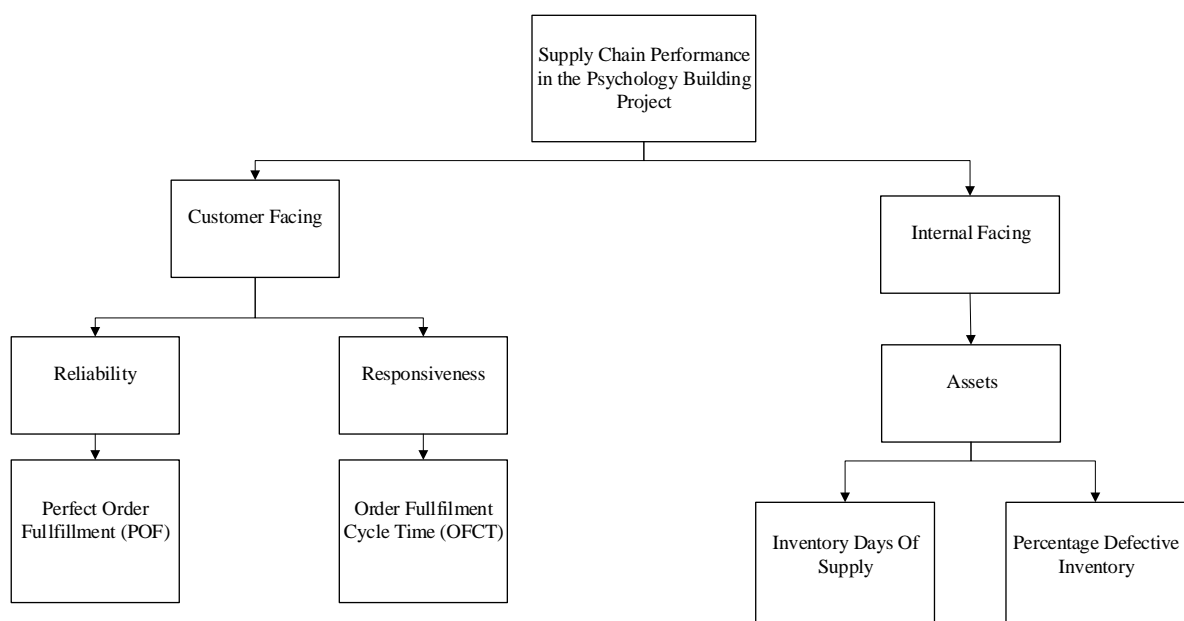 Supply Chain Performance
in the Psychology Building
Project
Customer Facing
Internal Facing
Reliability
Responsiveness
Assets
Perfect Order
Fullfillment (POF)
Order Fullfilment
Cycle Time (OFCT)
Inventory Days Of
Supply
Percentage Defective
Inventory